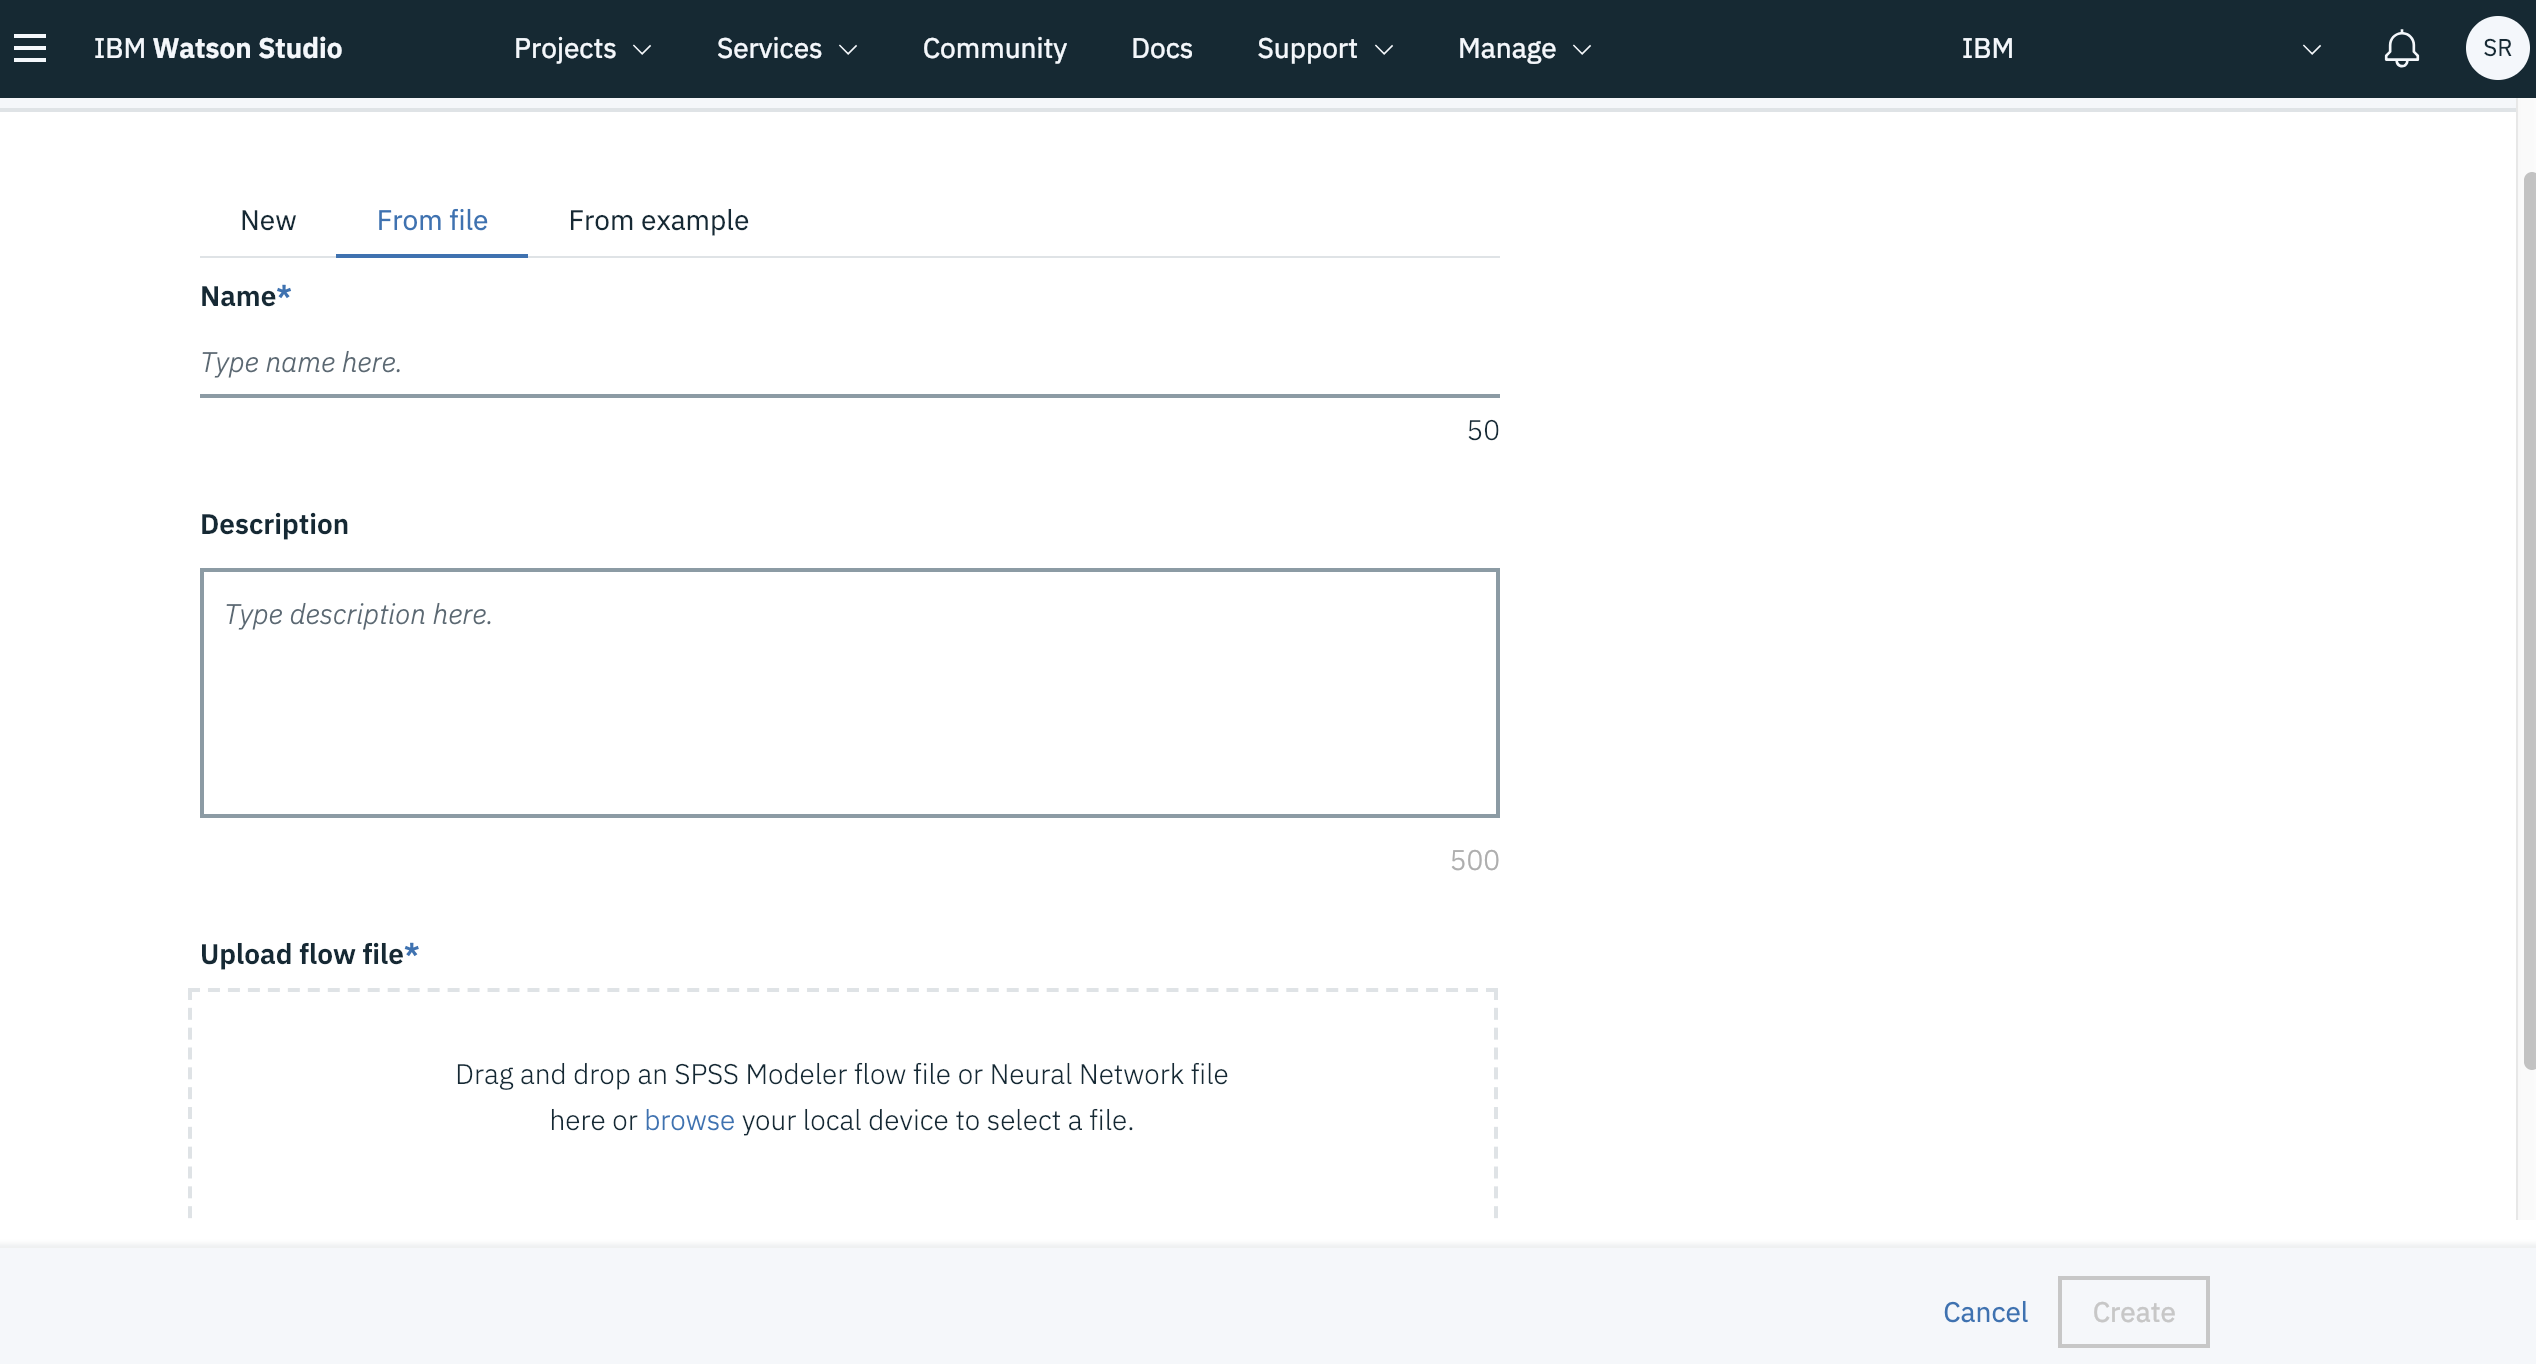 IBM Watson Studio Projects Services Community Docs Support Manage IBM SR
New From file From example
Name*
Type name here.
50
Description
Type description here.
500
Upload flow file*
Drag and drop an SPSS Modeler flow file or Neural Network file
here or browse your local device to select a file.
Cancel Create